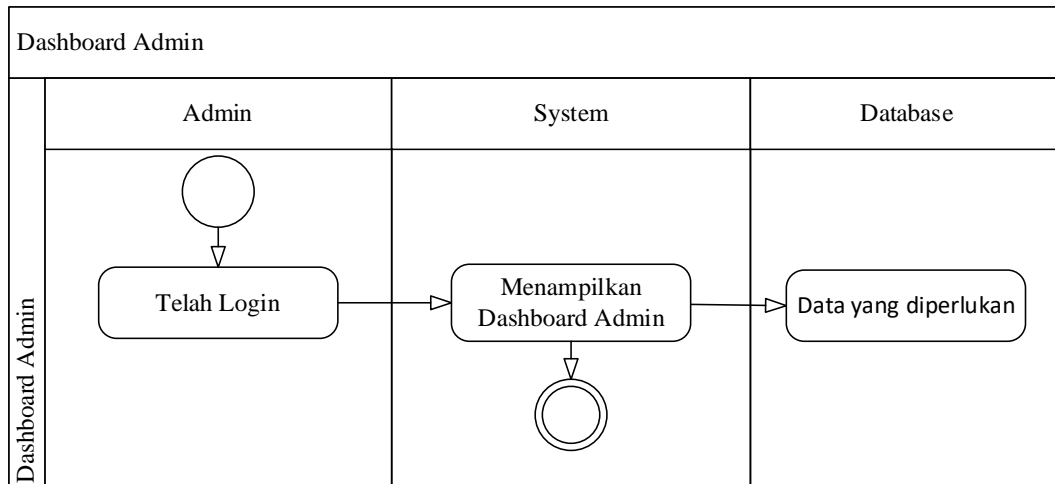 Dashboard Admin
Dashboard Admin
Admin
System
Database
Telah Login
Menampilkan
Dashboard Admin
Data yang diperlukan